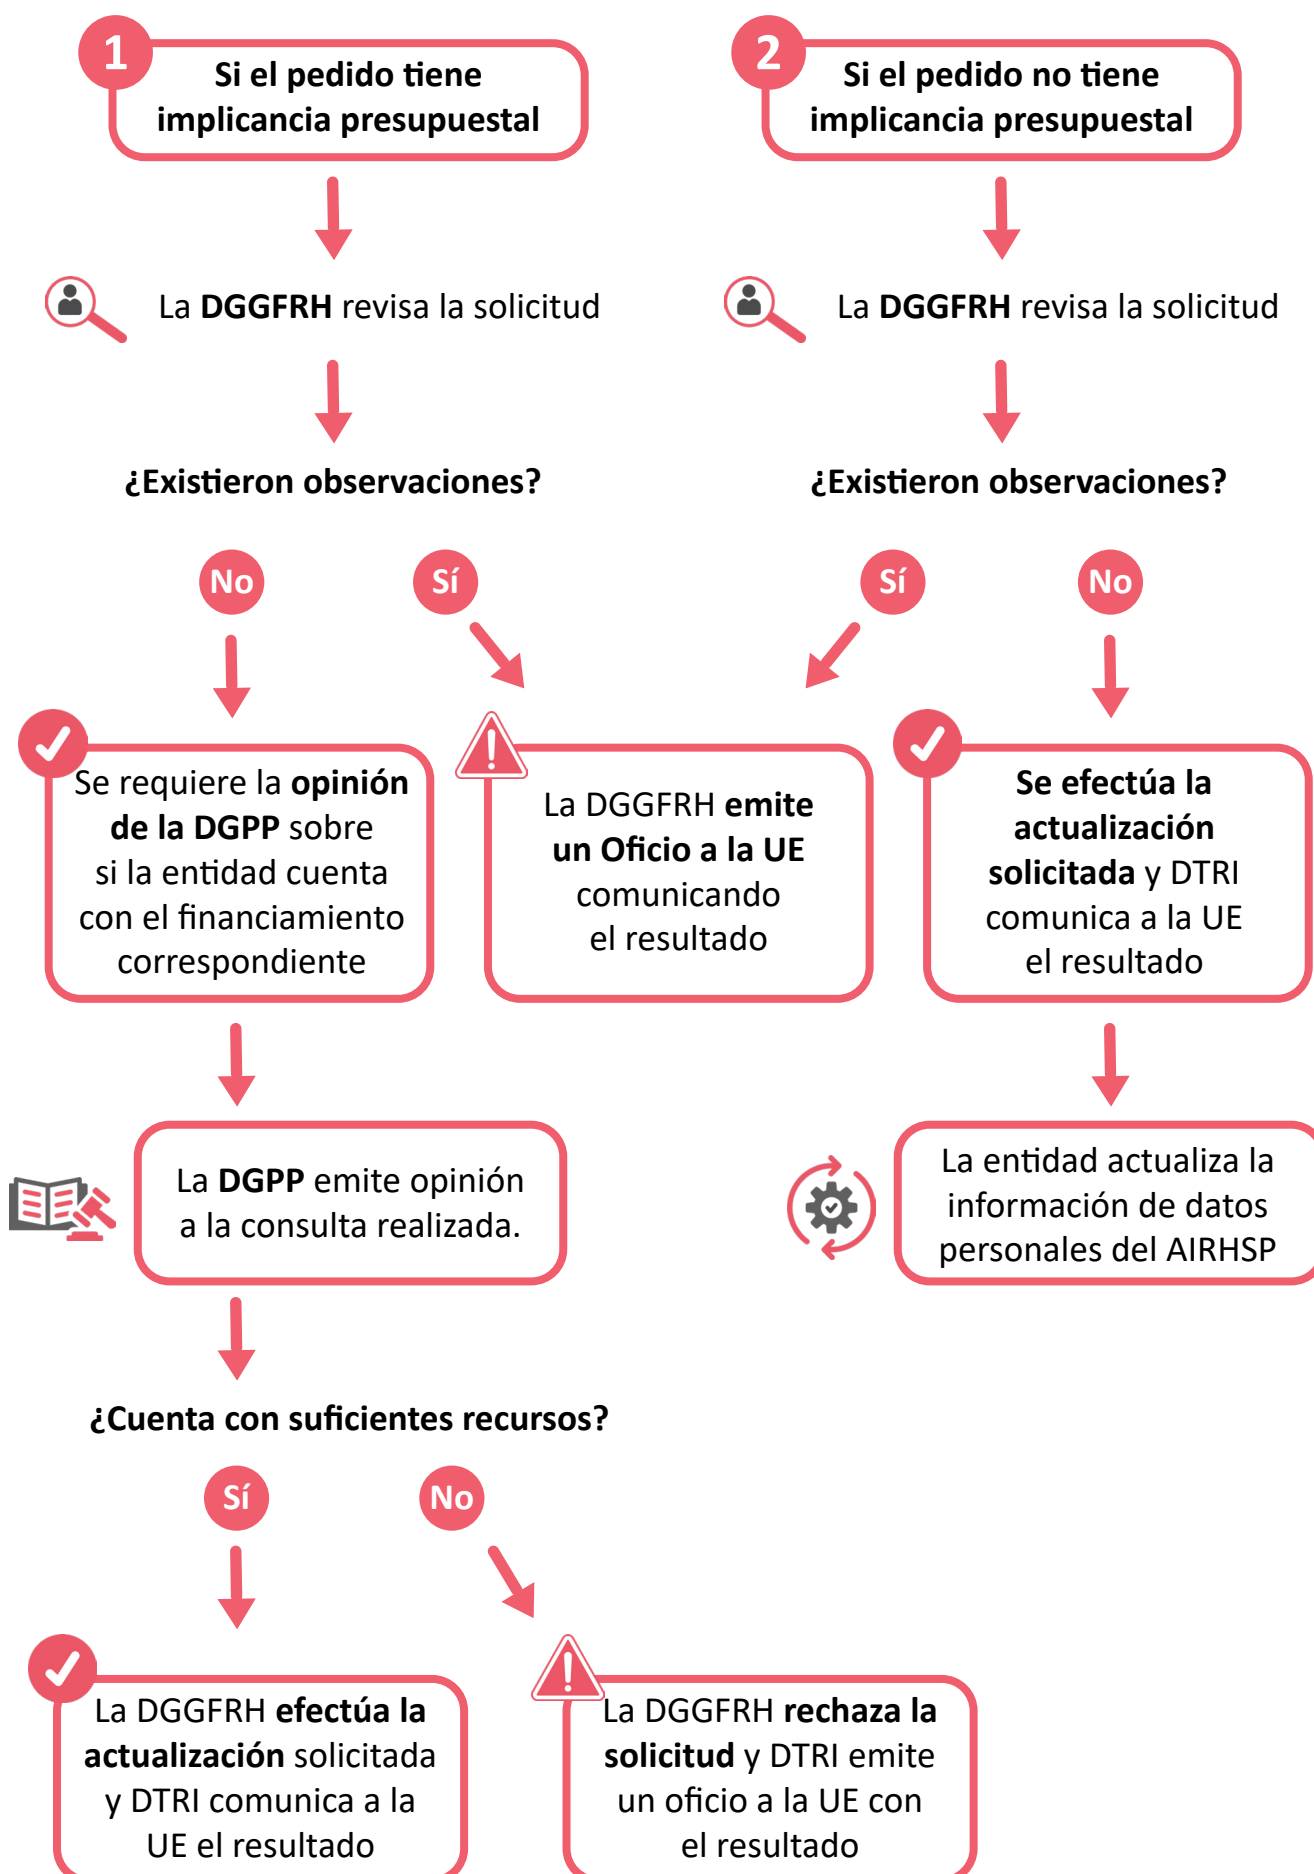 1
Si el pedido tiene
implicancia presupuestal
2
Si el pedido no tiene
implicancia presupuestal
La DGGFRH revisa la solicitud
La DGGFRH revisa la solicitud
¿Existieron observaciones?
¿Existieron observaciones?
No
Sí
Sí
No
Se requiere la opinión
de la DGPP sobre
si la entidad cuenta
con el financiamiento
correspondiente
La DGGFRH emite
un Oficio a la UE
comunicando
el resultado
Se efectúa la
actualización
solicitada y DTRI
comunica a la UE
el resultado
La DGPP emite opinión
a la consulta realizada.
La entidad actualiza la
información de datos
personales del AIRHSP
¿Cuenta con suficientes recursos?
Sí
No
La DGGFRH efectúa la
actualización solicitada
y DTRI comunica a la
UE el resultado
La DGGFRH rechaza la
solicitud y DTRI emite
un oficio a la UE con
el resultado